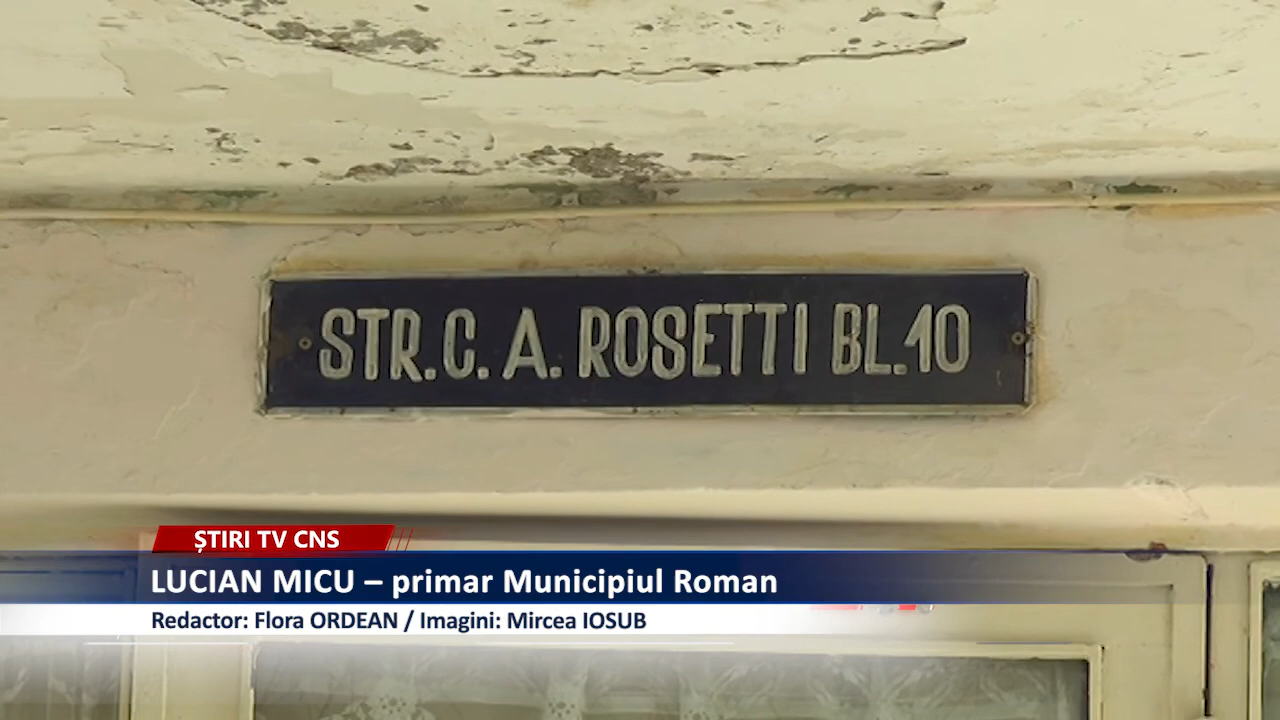 STR.C. A. ROSETTI BL.10
ȘTIRI TV CNS
LUCIAN MICU – primar Municipiul Roman
Redactor: Flora ORDEAN / Imagini: Mircea IOSUB